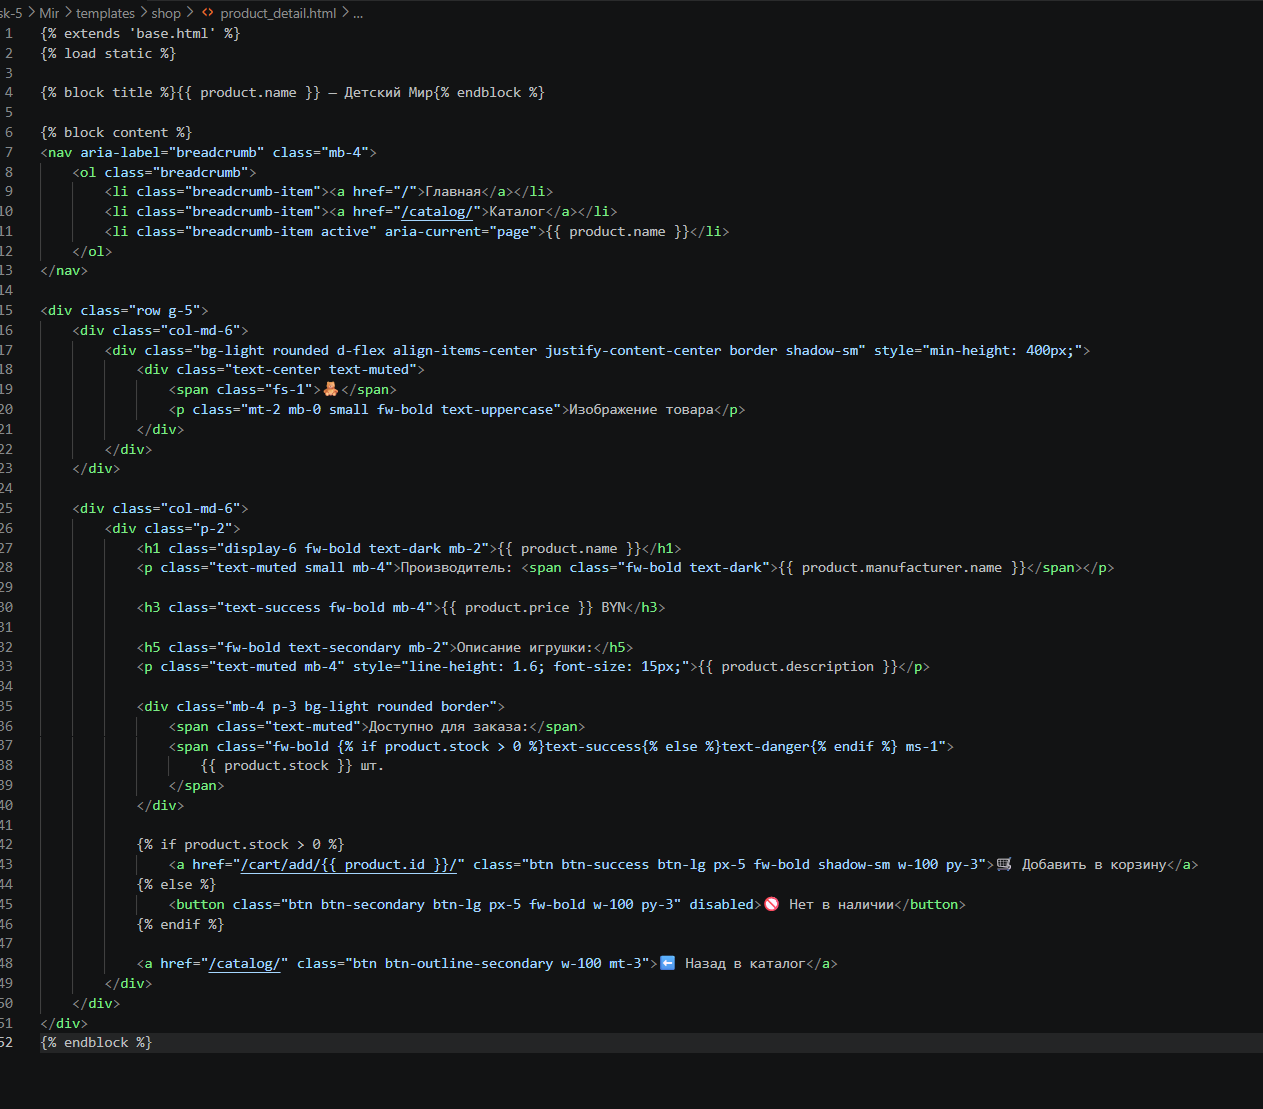 sk-5 > Mir > templates > shop > <> product_detail.html > ...
1 {% extends 'base.html' %}
2 {% load static %}
3
4 {% block title %}{{ product.name }} — Детский Мир{% endblock %}
5
6 {% block content %}
7 <nav aria-label="breadcrumb" class="mb-4">
8     <ol class="breadcrumb">
9         <li class="breadcrumb-item"><a href="/">Главная</a></li>
10         <li class="breadcrumb-item"><a href="/catalog/">Каталог</a></li>
11         <li class="breadcrumb-item active" aria-current="page">{{ product.name }}</li>
12     </ol>
13 </nav>
14
15 <div class="row g-5">
16     <div class="col-md-6">
17         <div class="bg-light rounded d-flex align-items-center justify-content-center border shadow-sm" style="min-height: 400px;">
18             <div class="text-center text-muted">
19                 <span class="fs-1">🧸</span>
20                 <p class="mt-2 mb-0 small fw-bold text-uppercase">Изображение товара</p>
21             </div>
22         </div>
23     </div>
24
25     <div class="col-md-6">
26         <div class="p-2">
27             <h1 class="display-6 fw-bold text-dark mb-2">{{ product.name }}</h1>
28             <p class="text-muted small mb-4">Производитель: <span class="fw-bold text-dark">{{ product.manufacturer.name }}</span></p>
29
30             <h3 class="text-success fw-bold mb-4">{{ product.price }} BYN</h3>
31
32             <h5 class="fw-bold text-secondary mb-2">Описание игрушки:</h5>
33             <p class="text-muted mb-4" style="line-height: 1.6; font-size: 15px;">{{ product.description }}</p>
34
35             <div class="mb-4 p-3 bg-light rounded border">
36                 <span class="text-muted">Доступно для заказа:</span>
37                 <span class="fw-bold {% if product.stock > 0 %}text-success{% else %}text-danger{% endif %} ms-1">
38                     {{ product.stock }} шт.
39                 </span>
40             </div>
41
42             {% if product.stock > 0 %}
43                 <a href="/cart/add/{{ product.id }}/" class="btn btn-success btn-lg px-5 fw-bold shadow-sm w-100 py-3">🛒 Добавить в корзину</a>
44             {% else %}
45                 <button class="btn btn-secondary btn-lg px-5 fw-bold w-100 py-3" disabled>🚫 Нет в наличии</button>
46             {% endif %}
47
48             <a href="/catalog/" class="btn btn-outline-secondary w-100 mt-3">⬅️ Назад в каталог</a>
49         </div>
50     </div>
51 </div>
52 {% endblock %}